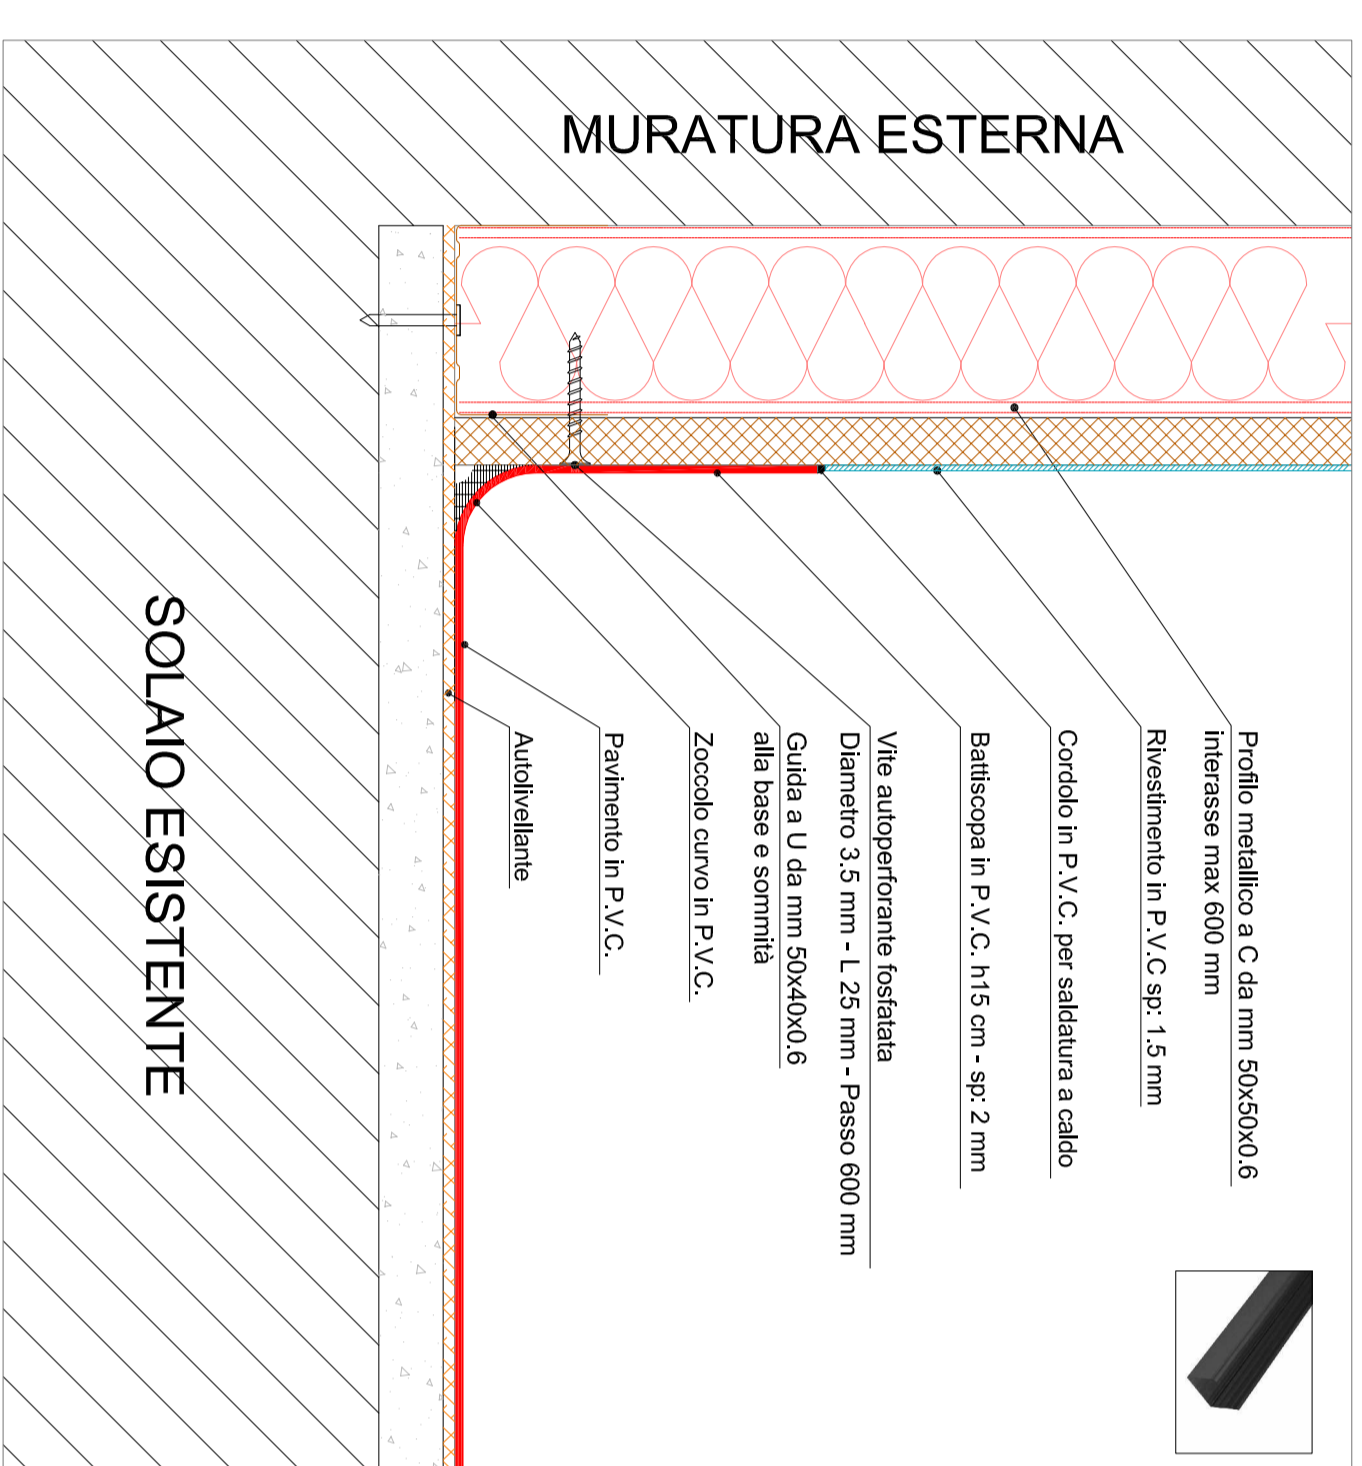 MURATURA ESTERNA
Profilo metallico a C da mm 50x50x0.6
interasse max 600 mm
Rivestimento in P.V.C sp: 1.5 mm
Cordolo in P.V.C. per saldatura a caldo
Battiscopa in P.V.C. h15 cm - sp: 2 mm
Vite autoperforante fosfatata
Diametro 3.5 mm - L 25 mm - Passo 600 mm
Guida a U da mm 50x40x0.6
alla base e sommità
Zoccolo curvo in P.V.C.
Pavimento in P.V.C.
Autolivellante
SOLAIO ESISTENTE